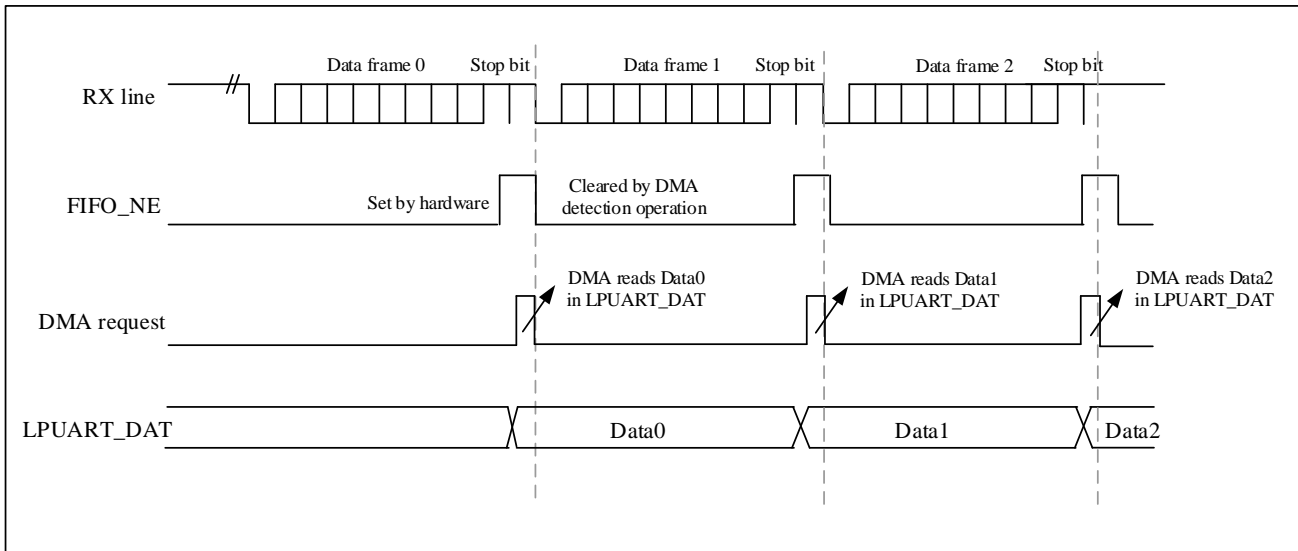 Data frame 0
Stop bit
Data frame 1
Stop bit
Data frame 2
Stop bit
RX line
FIFO_NE
Set by hardware
Cleared by DMA
detection operation
DMA request
DMA reads Data0
in LPUART_DAT
DMA reads Data1
in LPUART_DAT
DMA reads Data2
in LPUART_DAT
LPUART_DAT
Data0
Data1
Data2